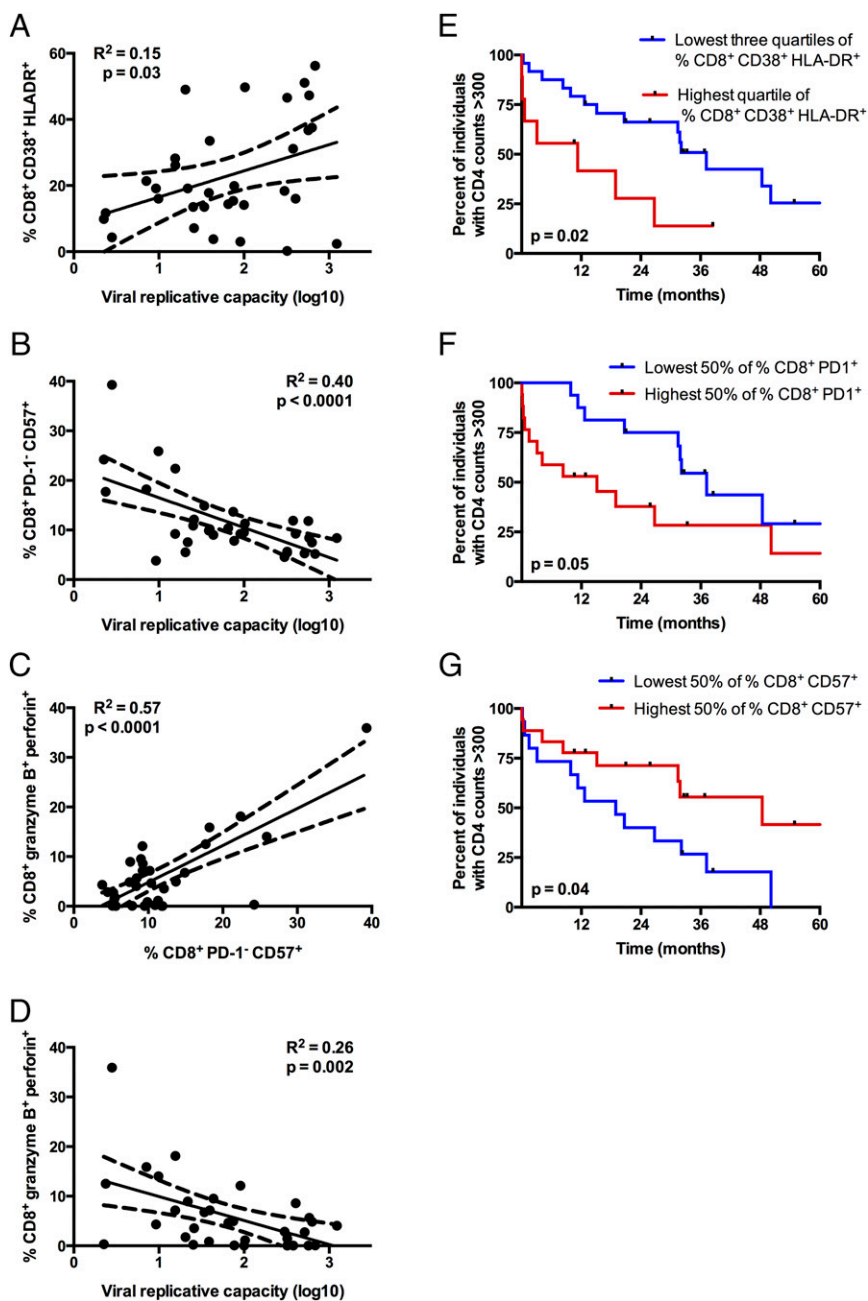 A
R² = 0.15
p = 0.03
% CD8⁺ CD38⁺ HLADR⁺
60
40
20
0
0 1 2 3
Viral replicative capacity (log10)
B
R² = 0.40
p < 0.0001
% CD8⁺ PD-1⁻ CD57⁺
40
30
20
10
0
0 1 2 3
Viral replicative capacity (log10)
C
R² = 0.57
p < 0.0001
% CD8⁺ granzyme B⁺ perforin⁺
40
30
20
10
0
0 10 20 30 40
% CD8⁺ PD-1⁻ CD57⁺
D
R² = 0.26
p = 0.002
% CD8⁺ granzyme B⁺ perforin⁺
40
30
20
10
0
0 1 2 3
Viral replicative capacity (log10)
E
Lowest three quartiles of
% CD8⁺ CD38⁺ HLA-DR⁺
Highest quartile of
% CD8⁺ CD38⁺ HLA-DR⁺
Percent of individuals
with CD4 counts >300
100
75
50
25
0
p = 0.02
12 24 36 48 60
Time (months)
F
Lowest 50% of % CD8⁺ PD1⁺
Highest 50% of % CD8⁺ PD1⁺
Percent of individuals
with CD4 counts >300
100
75
50
25
0
p = 0.05
12 24 36 48 60
Time (months)
G
Lowest 50% of % CD8⁺ CD57⁺
Highest 50% of % CD8⁺ CD57⁺
Percent of individuals
with CD4 counts >300
100
75
50
25
0
p = 0.04
12 24 36 48 60
Time (months)